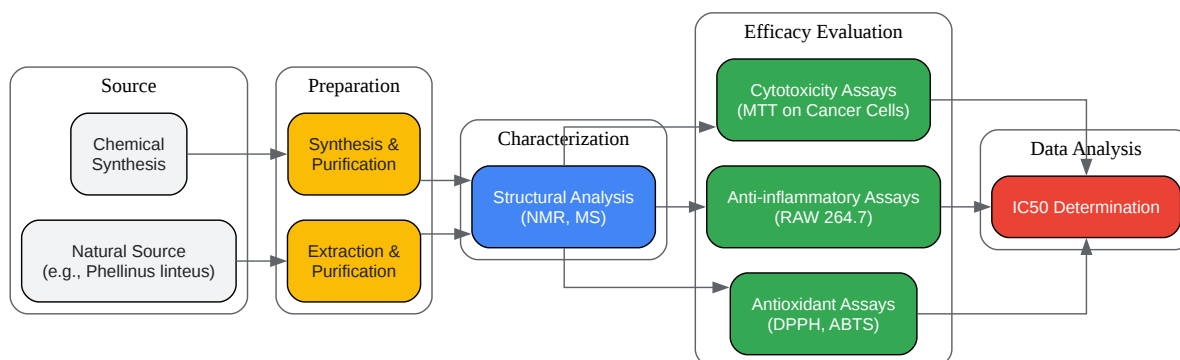 Source
Chemical
Synthesis
Natural Source
(e.g., Phellinus linteus)
Preparation
Synthesis &
Purification
Extraction &
Purification
Characterization
Structural Analysis
(NMR, MS)
Efficacy Evaluation
Cytotoxicity Assays
(MTT on Cancer Cells)
Anti-inflammatory Assays
(RAW 264.7)
Antioxidant Assays
(DPPH, ABTS)
Data Analysis
IC50 Determination